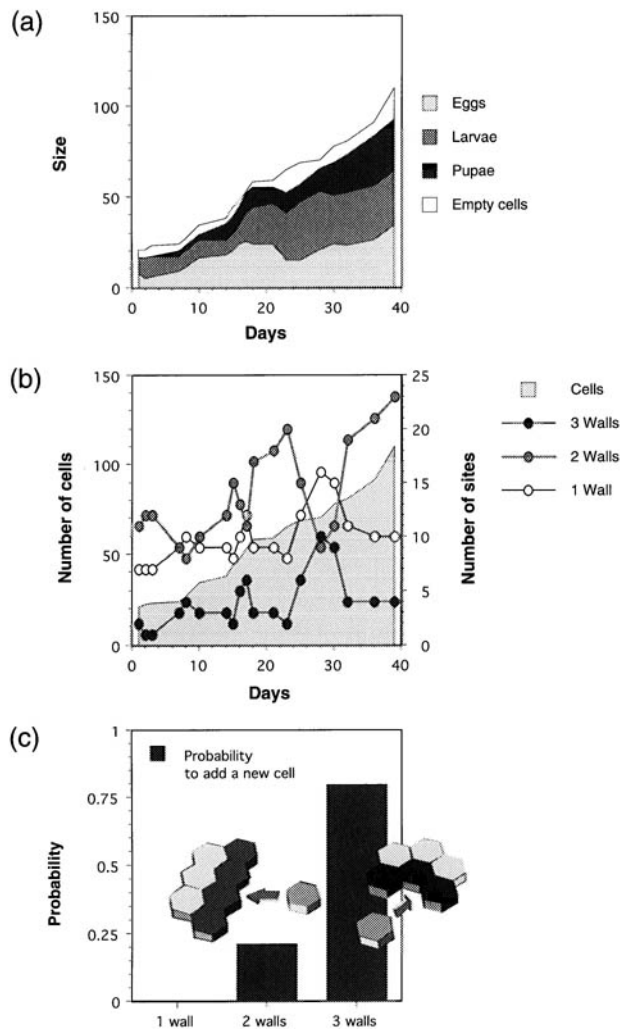 (a)
150
100
50
0
Size
0 10 20 30 40
Days
Eggs
Larvae
Pupae
Empty cells
(b)
150
100
50
0
Number of cells
25
20
15
10
5
0
Number of sites
0 10 20 30 40
Days
Cells
3 Walls
2 Walls
1 Wall
(c)
1
0.75
0.5
0.25
0
Probability
Probability
to add a new cell
1 wall 2 walls 3 walls